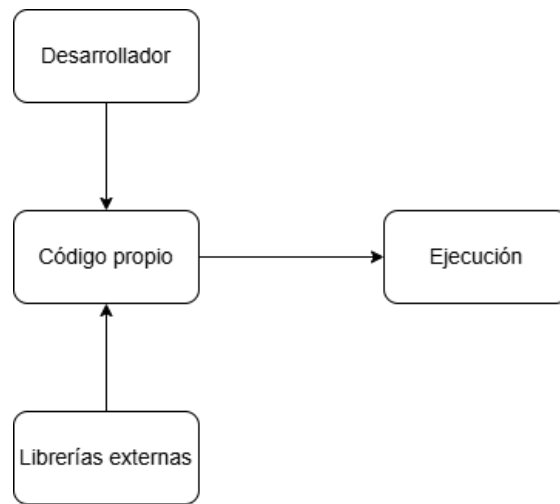 Desarrollador
Código propio
Ejecución
Librerías externas